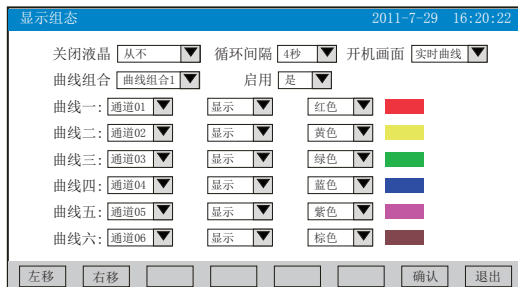 显示组态 2011-7-29 16:20:22
关闭液晶 从不 循环间隔 4秒 开机画面 实时曲线
曲线组合 曲线组合1 启用 是
曲线一: 通道01 显示 红色
曲线二: 通道02 显示 黄色
曲线三: 通道03 显示 绿色
曲线四: 通道04 显示 蓝色
曲线五: 通道05 显示 紫色
曲线六: 通道06 显示 棕色
左移 右移 确认 退出